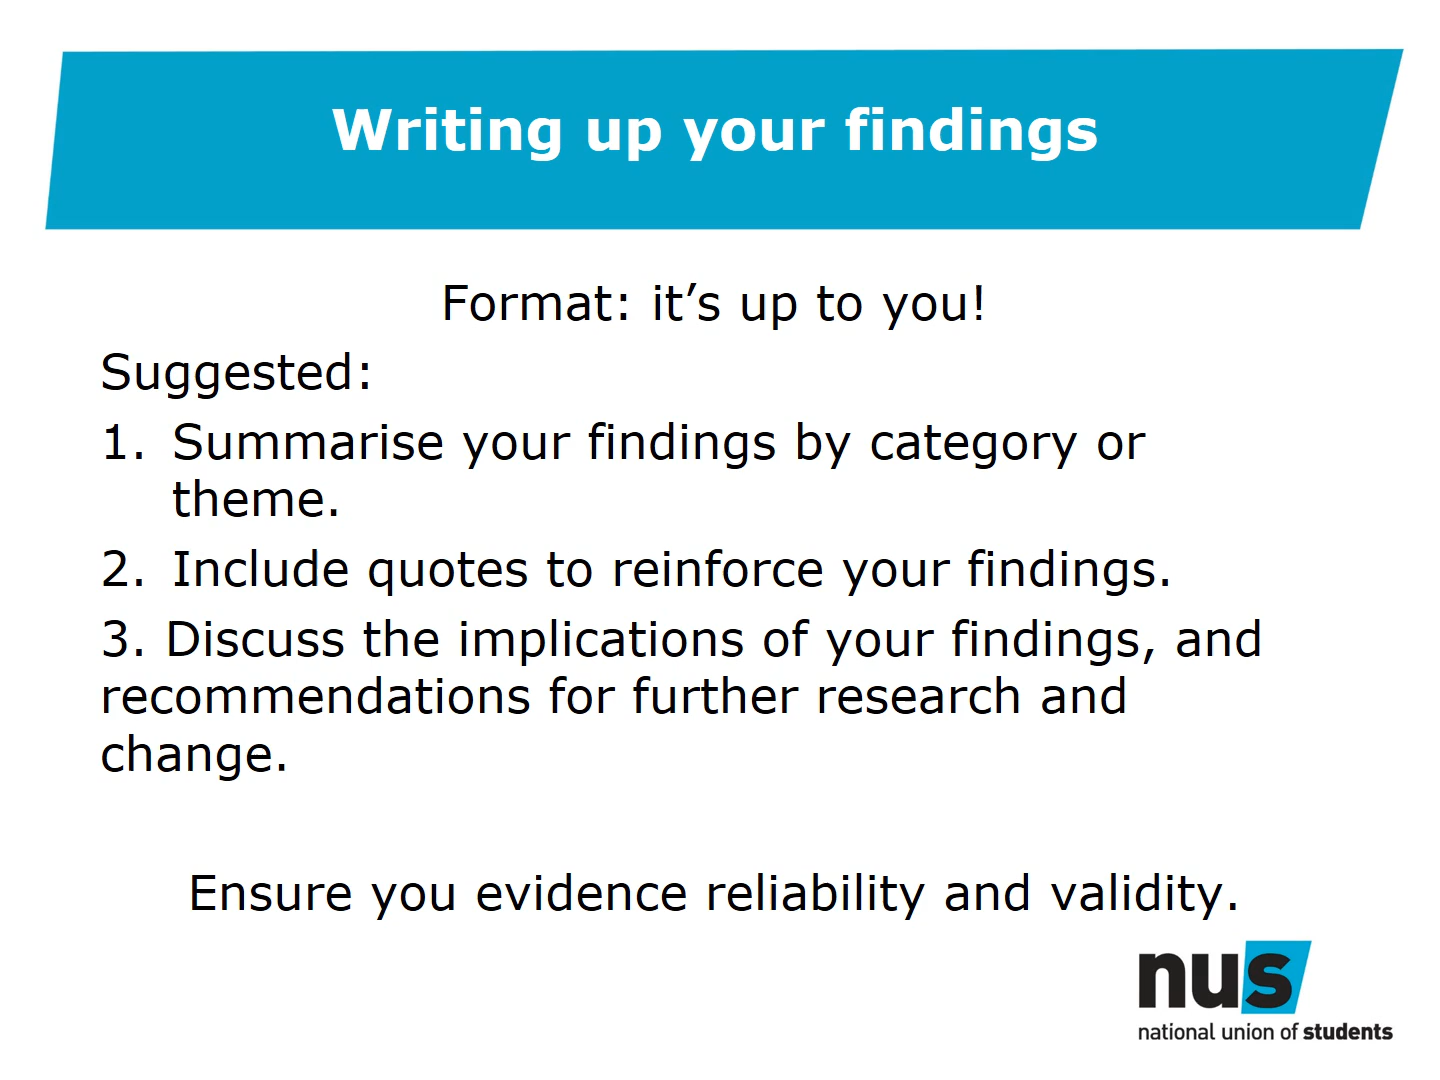 Writing up your findings
Format: it’s up to you!
Suggested:
1. Summarise your findings by category or
theme.
2. Include quotes to reinforce your findings.
3. Discuss the implications of your findings, and
recommendations for further research and
change.
Ensure you evidence reliability and validity.
nus
national union of students